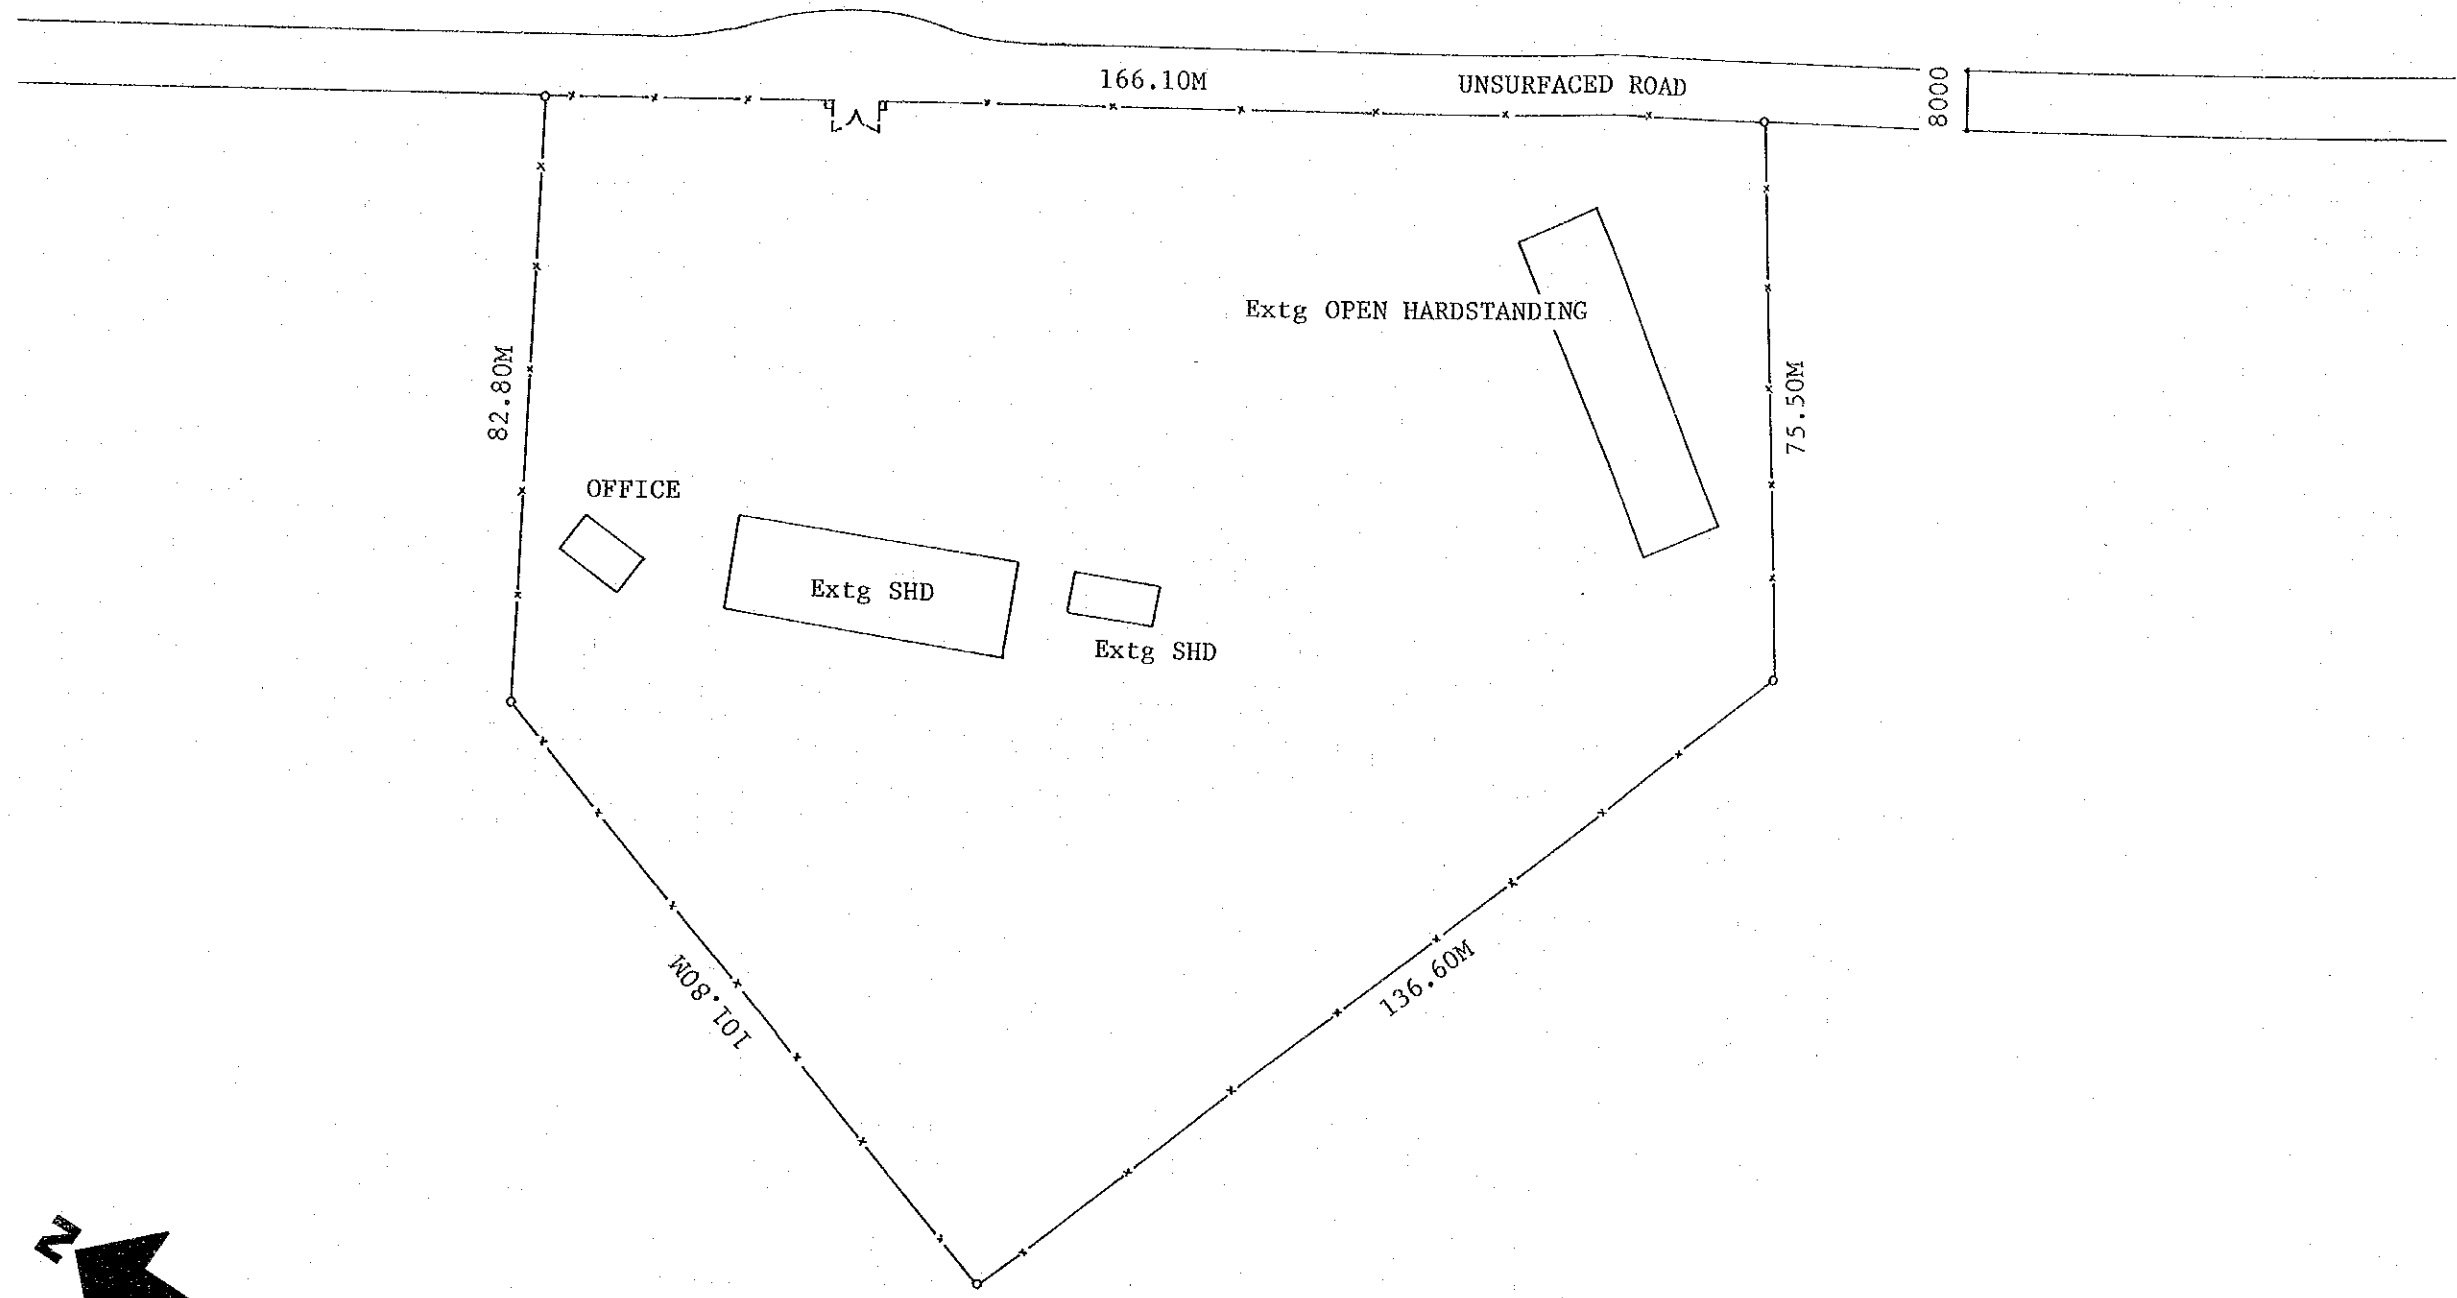 166.10M
UNSURFACED ROAD
8000
Extg OPEN HARDSTANDING
82.80M
75.50M
OFFICE
Extg SHD
Extg SHD
101.80M
136.60M
N